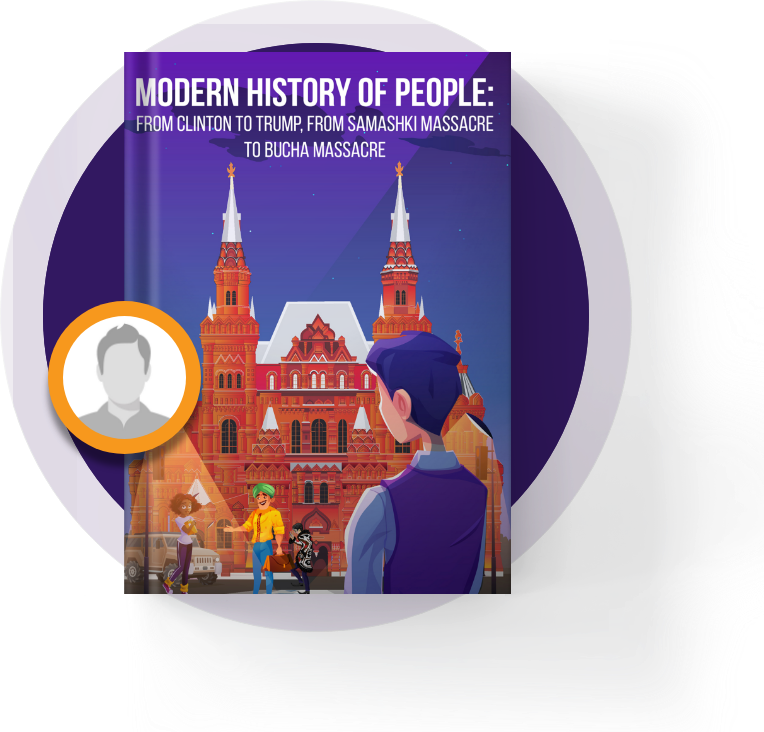 MODERN HISTORY OF PEOPLE:
FROM CLINTON TO TRUMP, FROM SAMASHKI MASSACRE
TO BUCHA MASSACRE